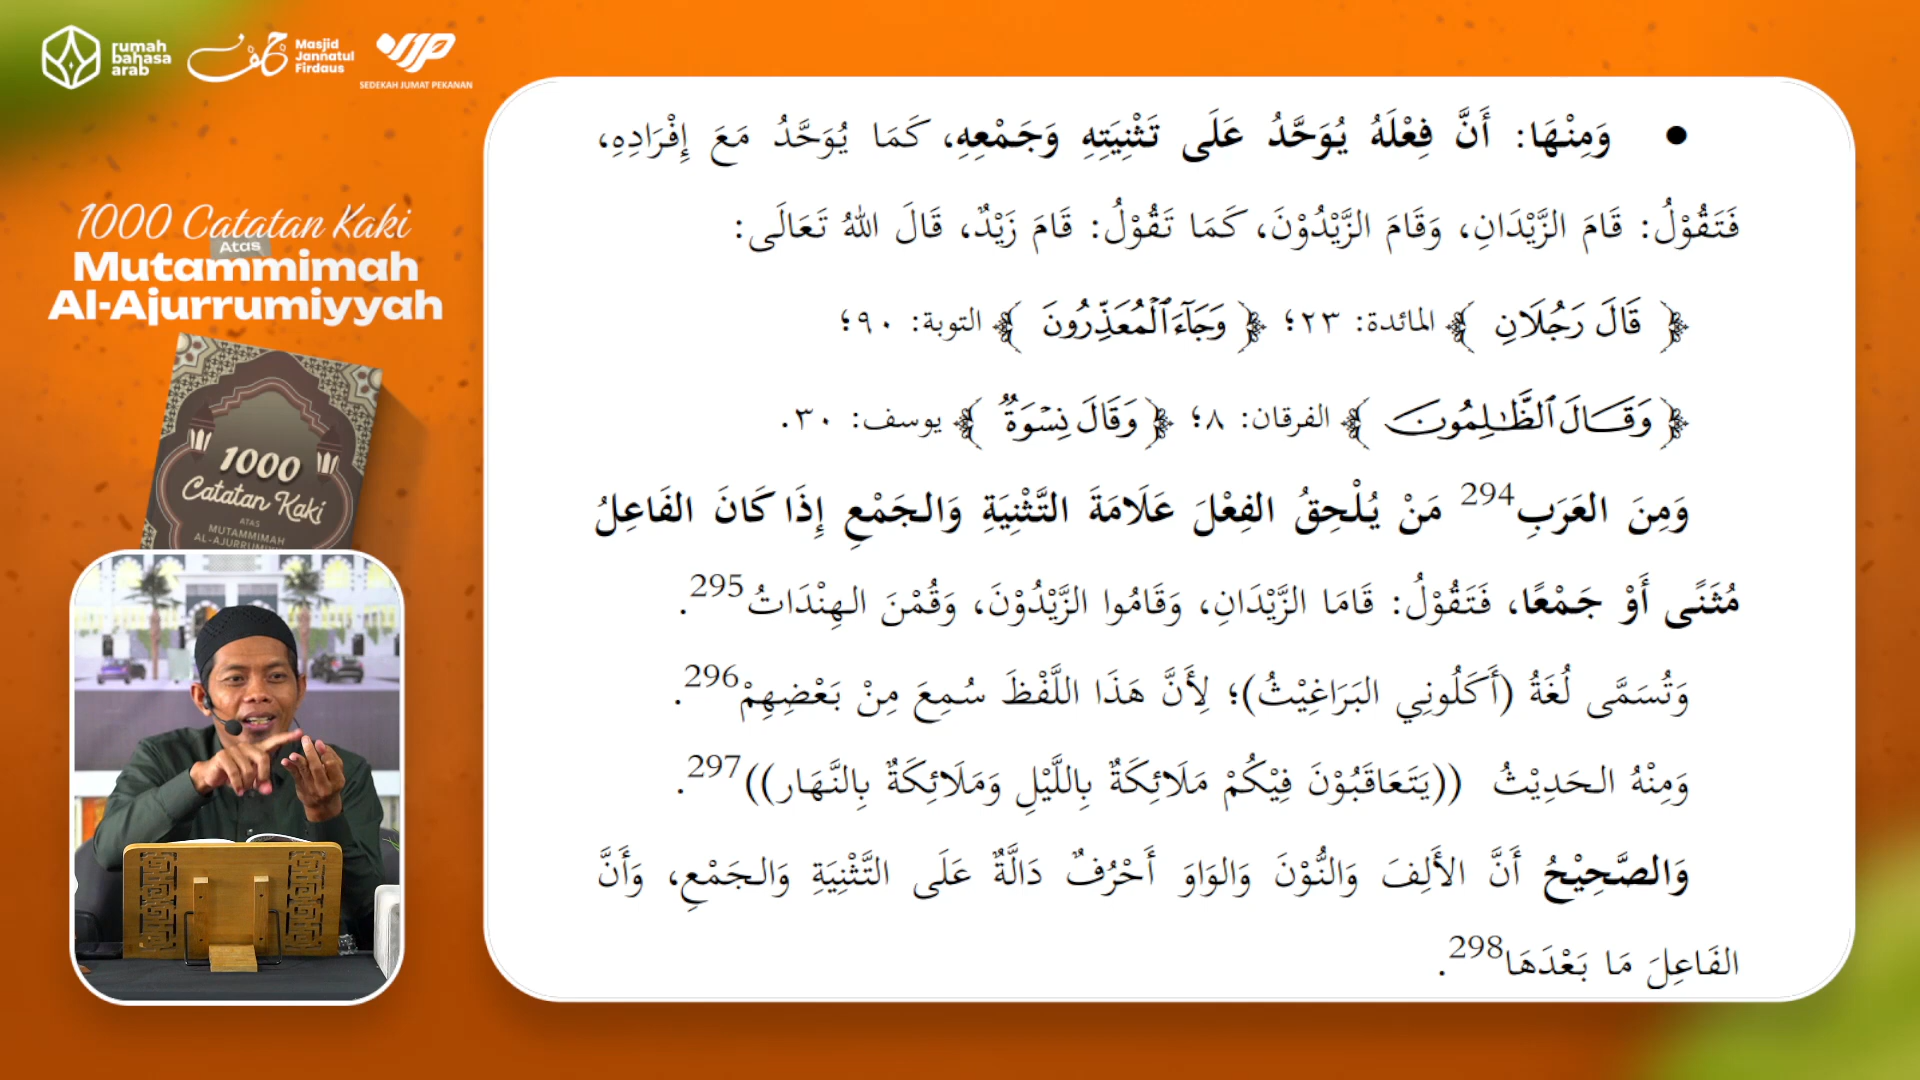 rumah
bahasa
arab
Masjid
Jannatul
Firdaus
SEDEKAH JUMAT PEKANAN
1000 Catatan Kaki
Atas
Mutammimah
Al-Ajurrumiyyah
1000
Catatan Kaki
ATAS
MUTAMMIMAH
● وَمِنْهَا: أَنَّ فِعْلَهُ يُوَحَّدُ عَلَى تَثْنِيَتِهِ وَجَمْعِهِ، كَمَا يُوَحَّدُ مَعَ إِفْرَادِهِ،
فَتَقُوْلُ: قَامَ الزَّيْدَانِ، وَقَامَ الزَّيْدُوْنَ، كَمَا تَقُوْلُ: قَامَ زَيْدٌ، قَالَ اللهُ تَعَالَى:
﴿ قَالَ رَجُلَانِ ﴾ المائدة: ٢٣؛ ﴿ وَجَآءَ ٱلْمُعَذِّرُونَ ﴾ التوبة: ٩٠؛
﴿ وَقَالَ ٱلظَّٰلِمُونَ ﴾ الفرقان: ٨؛ ﴿ وَقَالَ نِسْوَةٌ ﴾ يوسف: ٣٠.
وَمِنَ العَرَبِ294 مَنْ يُلْحِقُ الفِعْلَ عَلَامَةَ التَّثْنِيَةِ وَالجَمْعِ إِذَا كَانَ الفَاعِلُ
مُثَنًّى أَوْ جَمْعًا، فَتَقُوْلُ: قَامَا الزَّيْدَانِ، وَقَامُوا الزَّيْدُوْنَ، وَقُمْنَ الهِنْدَاتُ295.
وَتُسَمَّى لُغَةُ (أَكَلُونِي البَرَاغِيْثُ)؛ لِأَنَّ هَذَا اللَّفْظَ سُمِعَ مِنْ بَعْضِهِمْ296.
وَمِنْهُ الحَدِيْثُ ((يَتَعَاقَبُوْنَ فِيْكُمْ مَلَائِكَةٌ بِاللَّيْلِ وَمَلَائِكَةٌ بِالنَّهَار))297.
وَالصَّحِيْحُ أَنَّ الأَلِفَ وَالنُّوْنَ وَالوَاوَ أَحْرُفٌ دَالَّةٌ عَلَى التَّثْنِيَةِ وَالجَمْعِ، وَأَنَّ
الفَاعِلَ مَا بَعْدَهَا298.